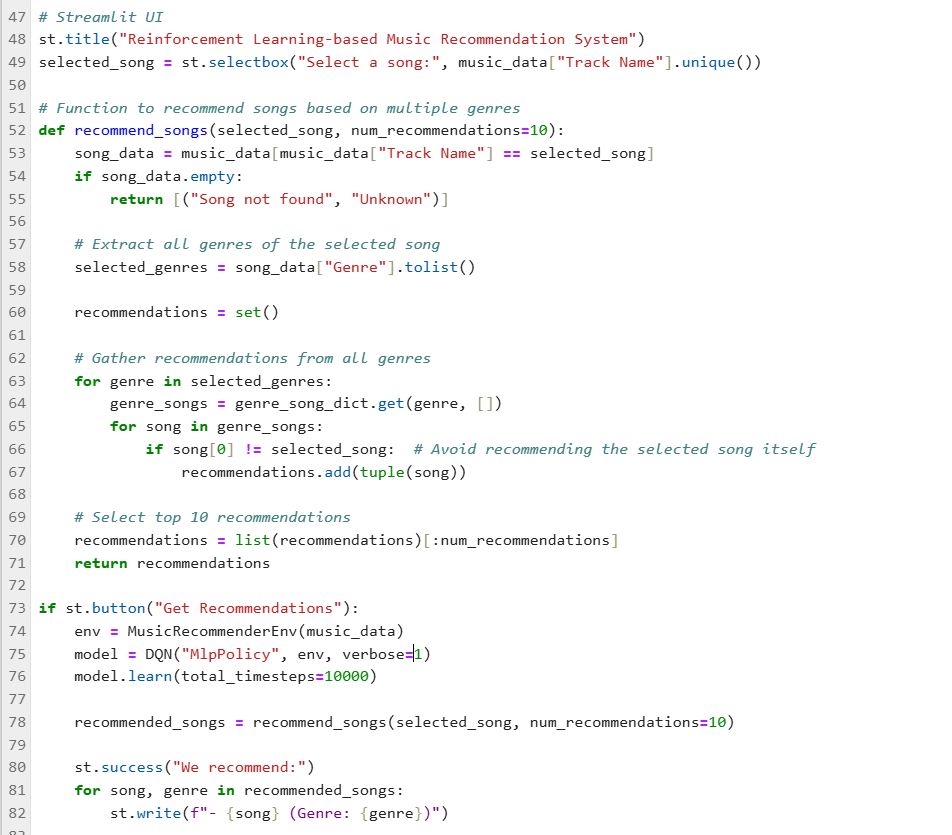 47 # Streamlit UI
48 st.title("Reinforcement Learning-based Music Recommendation System")
49 selected_song = st.selectbox("Select a song:", music_data["Track Name"].unique())
50
51 # Function to recommend songs based on multiple genres
52 def recommend_songs(selected_song, num_recommendations=10):
53     song_data = music_data[music_data["Track Name"] == selected_song]
54     if song_data.empty:
55         return [("Song not found", "Unknown")]
56
57     # Extract all genres of the selected song
58     selected_genres = song_data["Genre"].tolist()
59
60     recommendations = set()
61
62     # Gather recommendations from all genres
63     for genre in selected_genres:
64         genre_songs = genre_song_dict.get(genre, [])
65         for song in genre_songs:
66             if song[0] != selected_song:  # Avoid recommending the selected song itself
67                 recommendations.add(tuple(song))
68
69     # Select top 10 recommendations
70     recommendations = list(recommendations)[:num_recommendations]
71     return recommendations
72
73 if st.button("Get Recommendations"):
74     env = MusicRecommenderEnv(music_data)
75     model = DQN("MlpPolicy", env, verbose=1)
76     model.learn(total_timesteps=10000)
77
78     recommended_songs = recommend_songs(selected_song, num_recommendations=10)
79
80     st.success("We recommend:")
81     for song, genre in recommended_songs:
82         st.write(f"- {song} (Genre: {genre})")